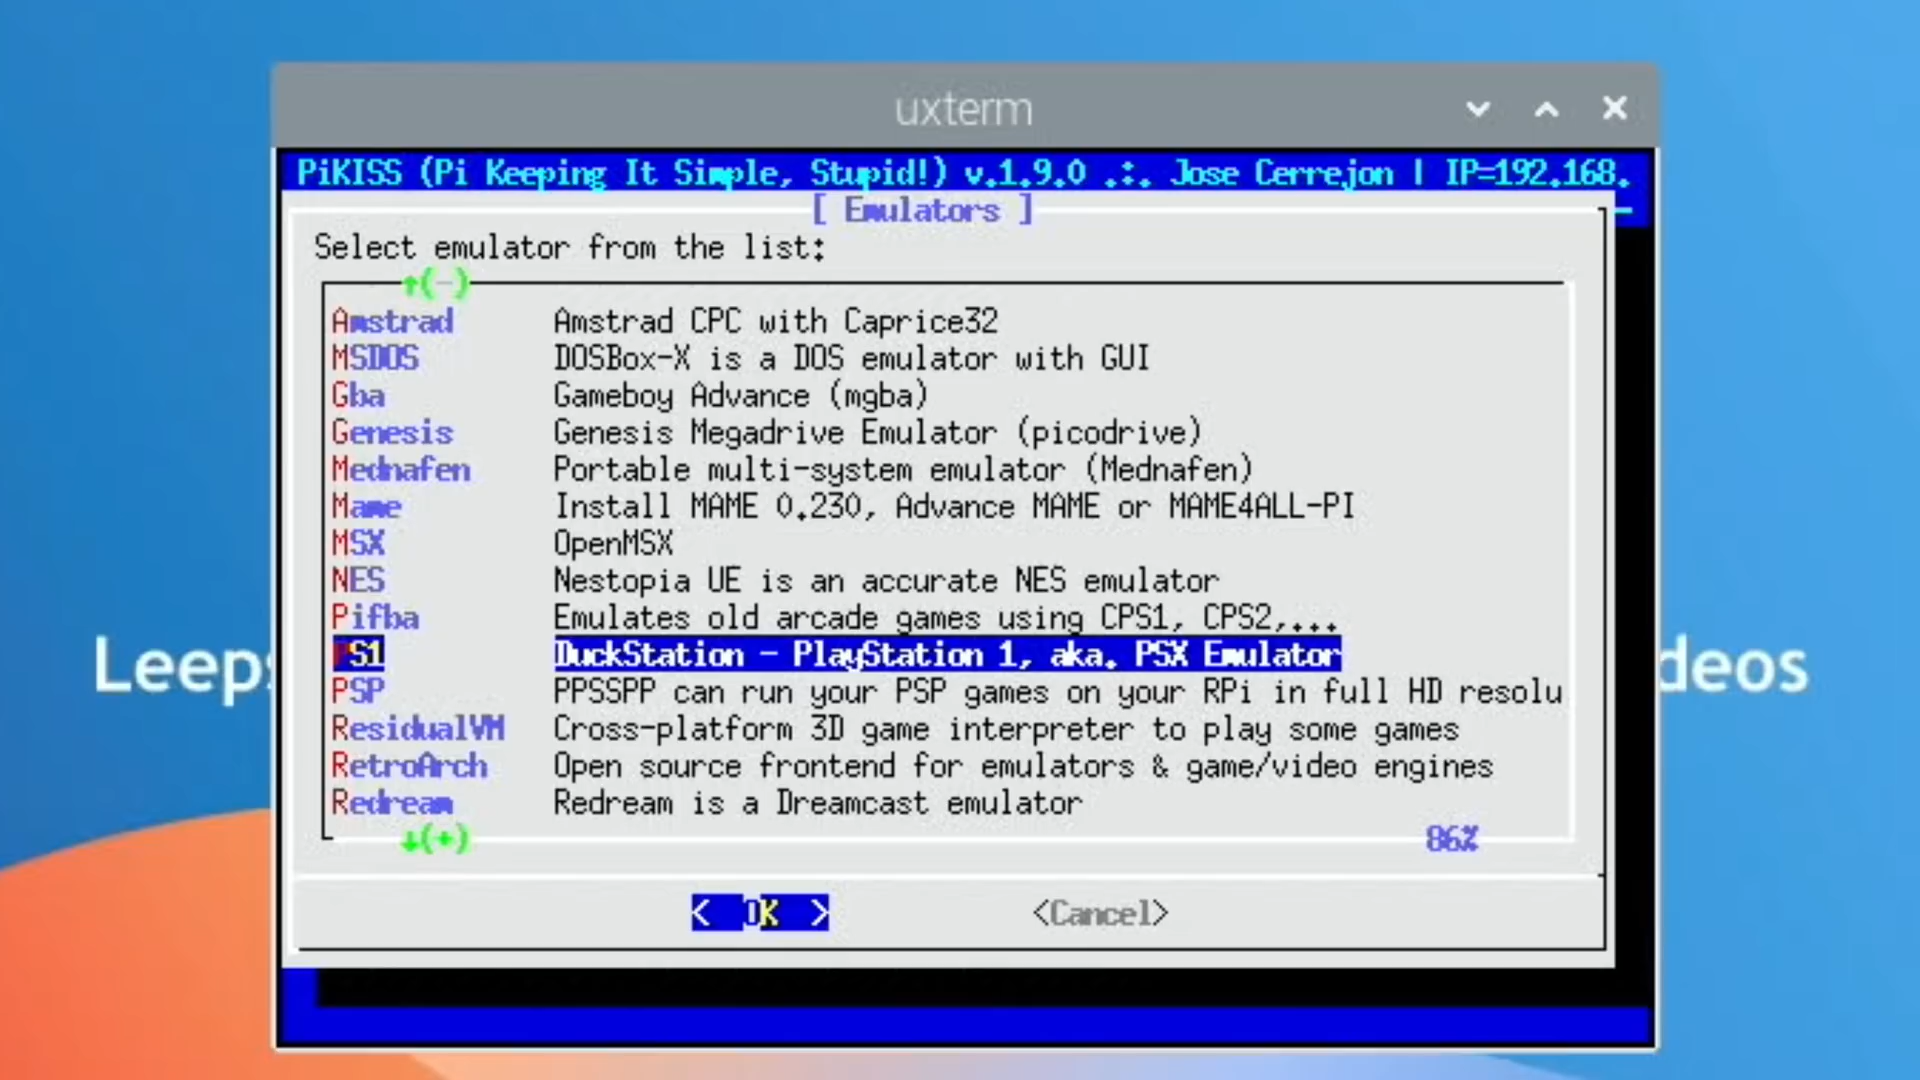 uxterm
PiKISS (Pi Keeping It Simple, Stupid!) v.1.9.0 .:. Jose Cerrejon | IP=192.168.
[ Emulators ]
Select emulator from the list:
↑(-)
Amstrad Amstrad CPC with Caprice32
MSDOS DOSBox-X is a DOS emulator with GUI
Gba Gameboy Advance (mgba)
Genesis Genesis Megadrive Emulator (picodrive)
Mednafen Portable multi-system emulator (Mednafen)
Mame Install MAME 0.230, Advance MAME or MAME4ALL-PI
MSX OpenMSX
NES Nestopia UE is an accurate NES emulator
Pifba Emulates old arcade games using CPS1, CPS2,...
PS1 DuckStation - PlayStation 1, aka. PSX Emulator
Leeps deos
PSP PPSSPP can run your PSP games on your RPi in full HD resolu
ResidualVM Cross-platform 3D game interpreter to play some games
RetroArch Open source frontend for emulators & game/video engines
Redream Redream is a Dreamcast emulator
↓(+) 86%
< OK > <Cancel>